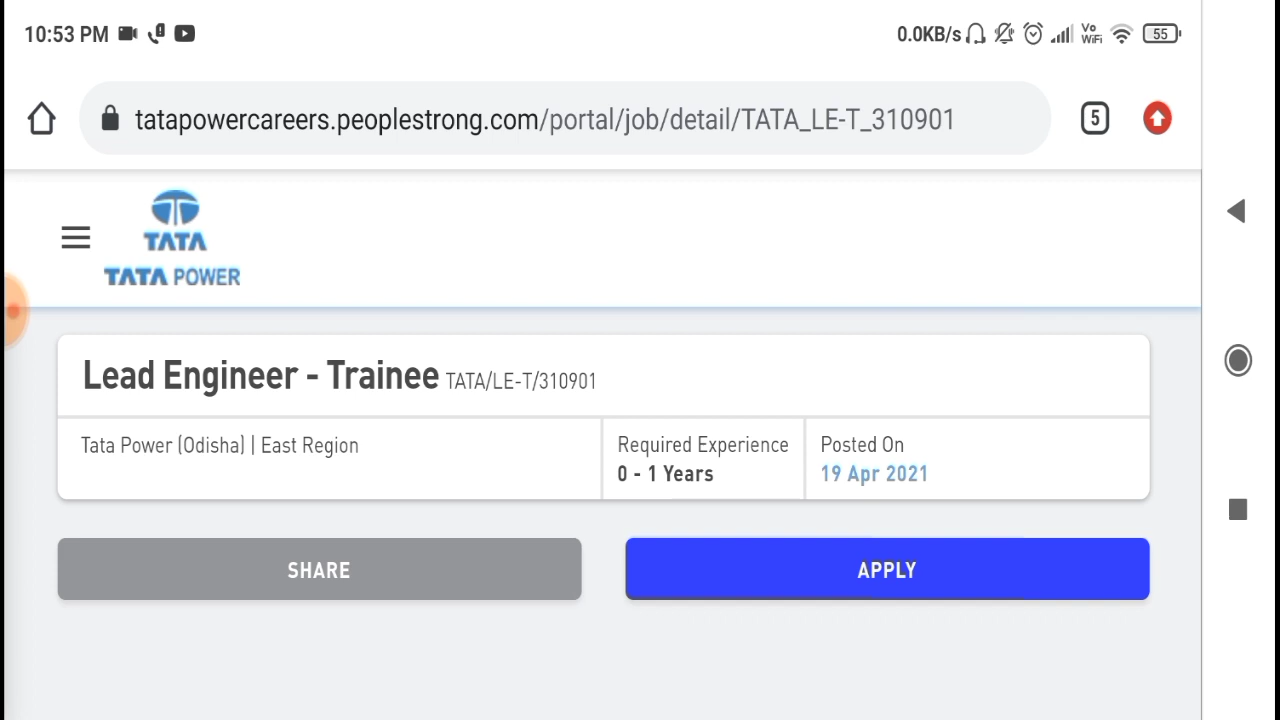 10:53 PM 0.0KB/s Vo WiFi 55
tatapowercareers.peoplestrong.com/portal/job/detail/TATA_LE-T_310901 5
TATA
TATA POWER
Lead Engineer - Trainee TATA/LE-T/310901
Tata Power (Odisha) | East Region
Required Experience
0 - 1 Years
Posted On
19 Apr 2021
SHARE
APPLY